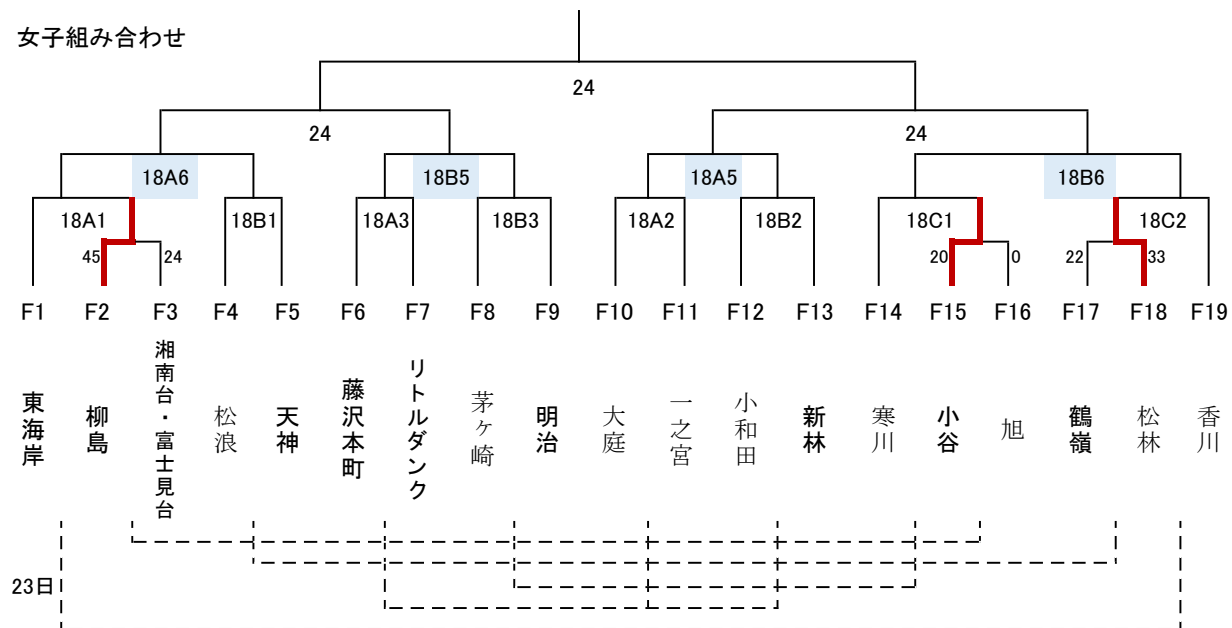 女子組み合わせ
24
24 24
18A6 18B5 18A5 18B6
18A1 18B1 18A3 18B3 18A2 18B2 18C1 18C2
45 24 20 0 22 33
F1 F2 F3 F4 F5 F6 F7 F8 F9 F10 F11 F12 F13 F14 F15 F16 F17 F18 F19
東海岸
柳島
湘南台・富士見台
松浪
天神
藤沢本町
リトルダンク
茅ヶ崎
明治
大庭
一之宮
小和田
新林
寒川
小谷
旭
鶴嶺
松林
香川
23日